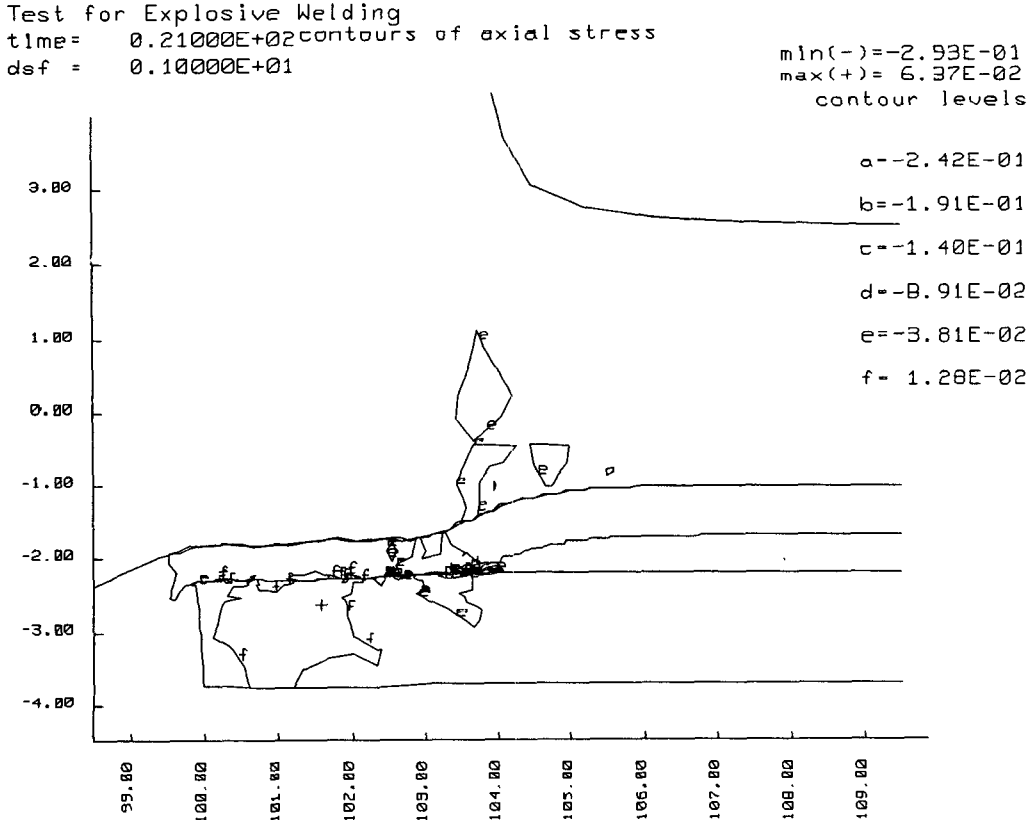 Test for Explosive Welding
time= 0.21000E+02contours of axial stress
dsf = 0.10000E+01
min(-)=-2.93E-01
max(+)= 6.37E-02
contour levels
a=-2.42E-01
b=-1.91E-01
c=-1.40E-01
d=-8.91E-02
e=-3.81E-02
f= 1.28E-02
3.00
2.00
1.00
0.00
-1.00
-2.00
-3.00
-4.00
e
e
e
e
e
e
f
f
f
f
f
f
99.00
100.00
101.00
102.00
103.00
104.00
105.00
106.00
107.00
108.00
109.00